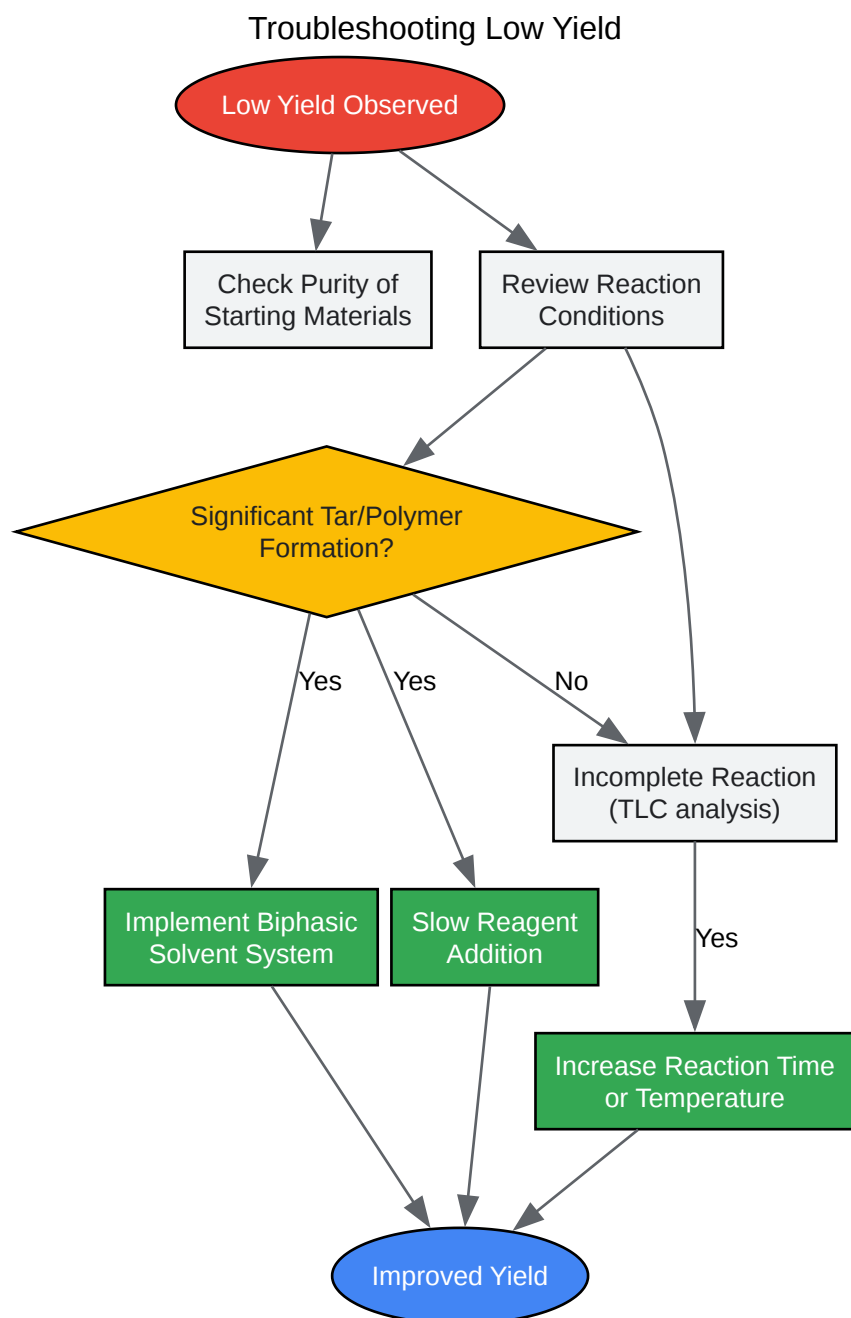 Troubleshooting Low Yield
Low Yield Observed
Check Purity of
Starting Materials
Review Reaction
Conditions
Significant Tar/Polymer
Formation?
Yes
Yes
No
Incomplete Reaction
(TLC analysis)
Implement Biphasic
Solvent System
Slow Reagent
Addition
Yes
Increase Reaction Time
or Temperature
Improved Yield